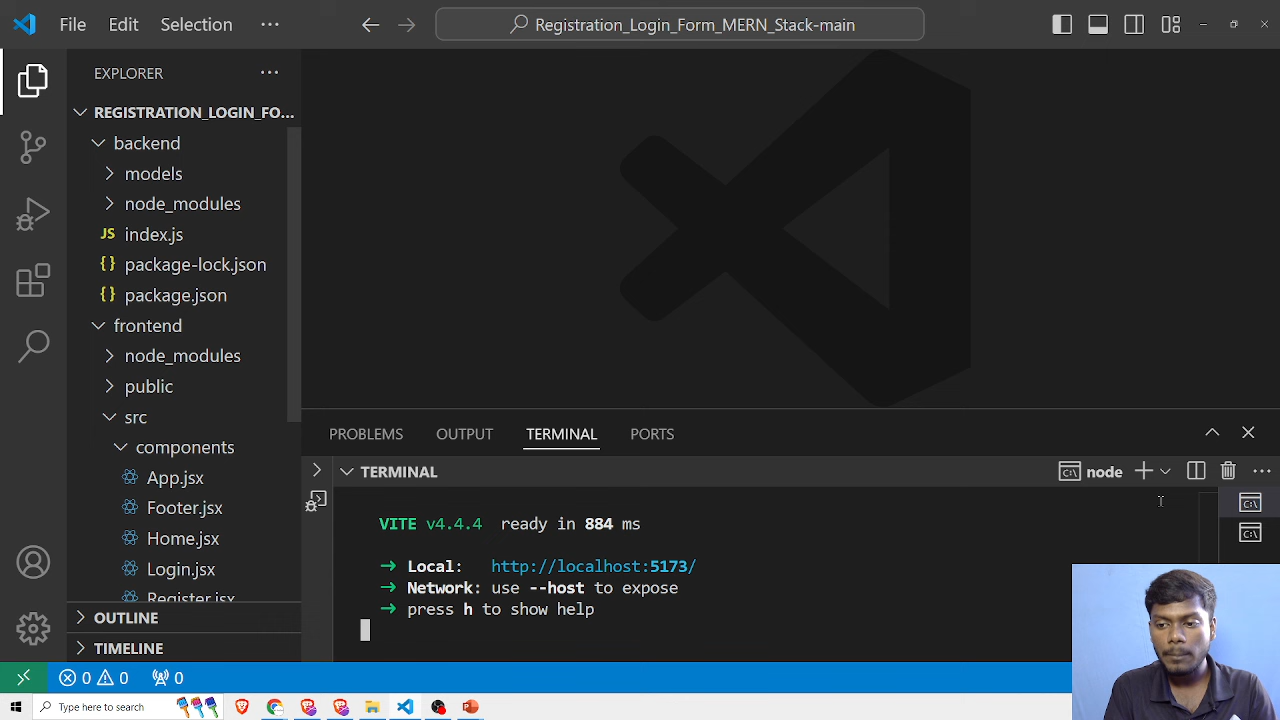 File Edit Selection ···
Registration_Login_Form_MERN_Stack-main
EXPLORER ···
REGISTRATION_LOGIN_FO...
backend
models
node_modules
JS index.js
{} package-lock.json
{} package.json
frontend
node_modules
public
src
components
App.jsx
Footer.jsx
Home.jsx
Login.jsx
Register.jsx
OUTLINE
TIMELINE
PROBLEMS OUTPUT TERMINAL PORTS
TERMINAL
node
VITE v4.4.4 ready in 884 ms
→ Local: http://localhost:5173/
→ Network: use --host to expose
→ press h to show help
0 0 0
Type here to search